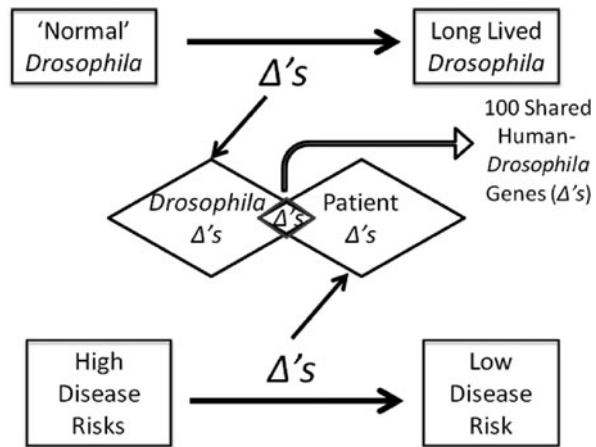 ‘Normal’
Drosophila
Long Lived
Drosophila
Δ’s
100 Shared
Human-
Drosophila
Genes (Δ’s)
Drosophila
Δ’s
Δ’s
Patient
Δ’s
Δ’s
High
Disease
Risks
Low
Disease
Risk